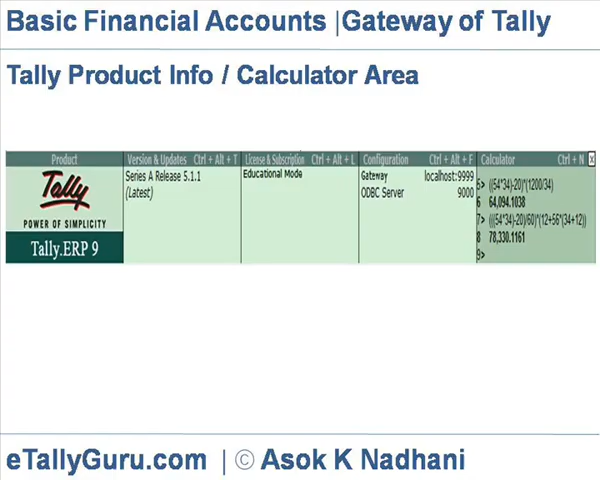 Basic Financial Accounts |Gateway of Tally
Tally Product Info / Calculator Area
Product
Version & Updates Ctrl + Alt + T
License & Subscription Ctrl + Alt + L
Configuration Ctrl + Alt + F
Calculator Ctrl + N x
Tally
POWER OF SIMPLICITY
Tally.ERP 9
Series A Release 5.1.1
(Latest)
Educational Mode
Gateway localhost:9999
ODBC Server 9000
5> ((54*34)-20)*(1200/34)
6 64,094.1038
7> (((54*34)-20)/60)*(12+56*(34+12))
8 78,330.1161
9>
eTallyGuru.com | © Asok K Nadhani